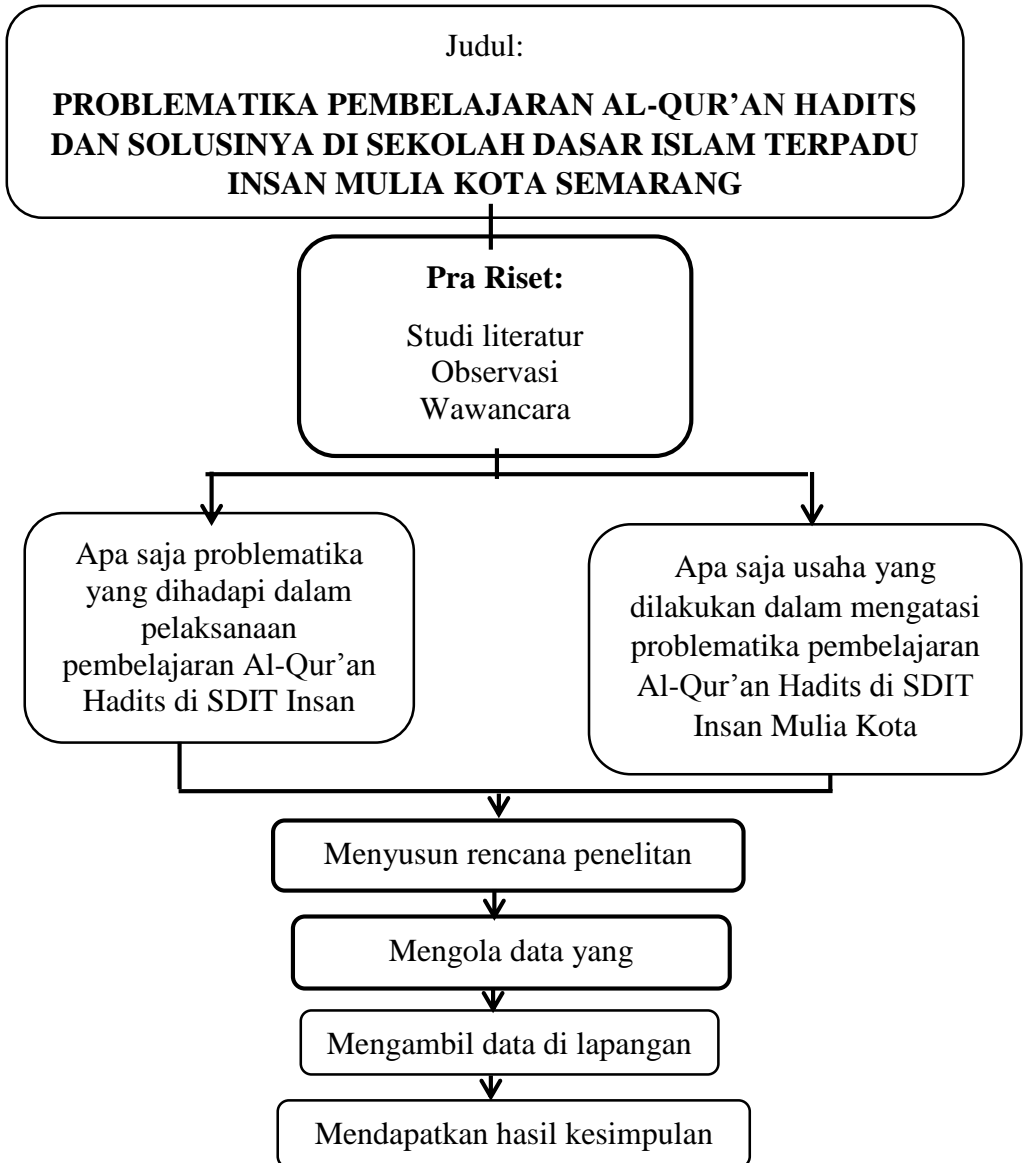 Judul:
PROBLEMATIKA PEMBELAJARAN AL-QUR’AN HADITS
DAN SOLUSINYA DI SEKOLAH DASAR ISLAM TERPADU
INSAN MULIA KOTA SEMARANG
Pra Riset:
Studi literatur
Observasi
Wawancara
Apa saja problematika
yang dihadapi dalam
pelaksanaan
pembelajaran Al-Qur’an
Hadits di SDIT Insan
Apa saja usaha yang
dilakukan dalam mengatasi
problematika pembelajaran
Al-Qur’an Hadits di SDIT
Insan Mulia Kota
Menyusun rencana penelitan
Mengola data yang
Mengambil data di lapangan
Mendapatkan hasil kesimpulan